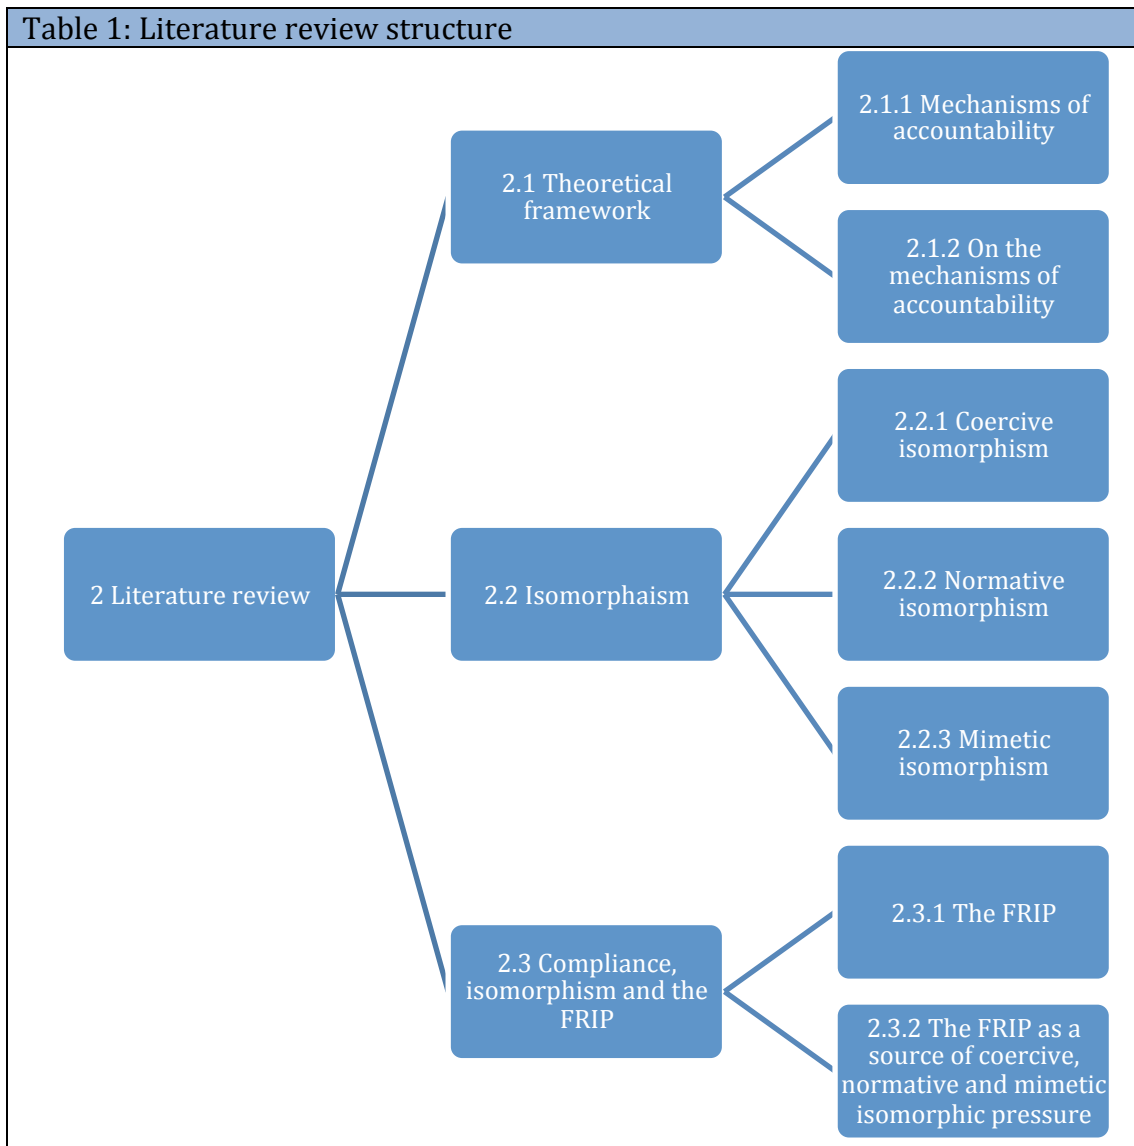 Table 1: Literature review structure
2 Literature review
2.1 Theoretical
framework
2.1.1 Mechanisms of
accountability
2.1.2 On the
mechanisms of
accountability
2.2 Isomorphaism
2.2.1 Coercive
isomorphism
2.2.2 Normative
isomorphism
2.2.3 Mimetic
isomorphism
2.3 Compliance,
isomorphism and the
FRIP
2.3.1 The FRIP
2.3.2 The FRIP as a
source of coercive,
normative and mimetic
isomorphic pressure